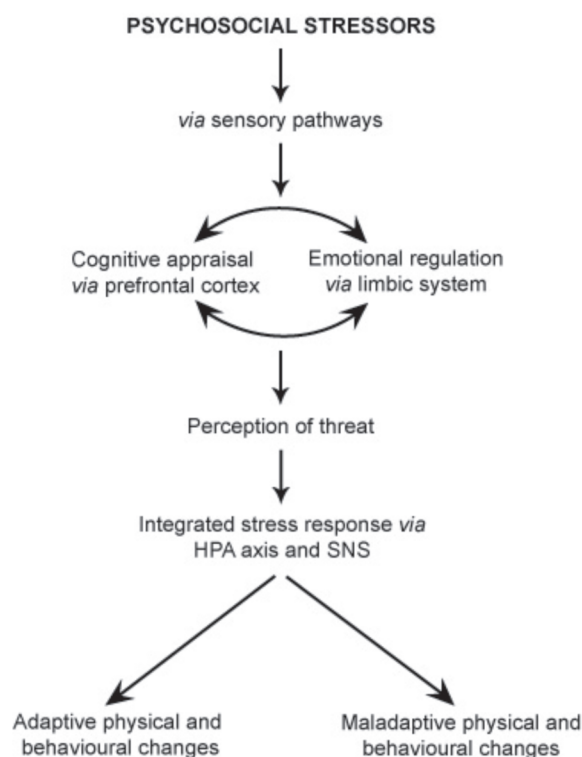 PSYCHOSOCIAL STRESSORS
via sensory pathways
Cognitive appraisal
via prefrontal cortex
Emotional regulation
via limbic system
Perception of threat
Integrated stress response via
HPA axis and SNS
Adaptive physical and
behavioural changes
Maladaptive physical and
behavioural changes